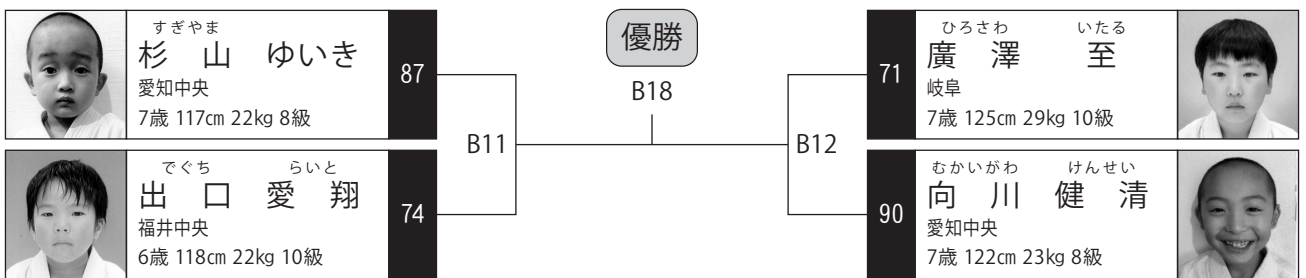 すぎやま
杉 山 ゆいき
愛知中央
7歳 117㎝ 22kg 8級
87
でぐち らいと
出 口 愛 翔
福井中央
6歳 118㎝ 22kg 10級
74
B11
優勝
B18
B12
71
ひろさわ いたる
廣 澤 至
岐阜
7歳 125㎝ 29kg 10級
90
むかいがわ けんせい
向 川 健 清
愛知中央
7歳 122㎝ 23kg 8級